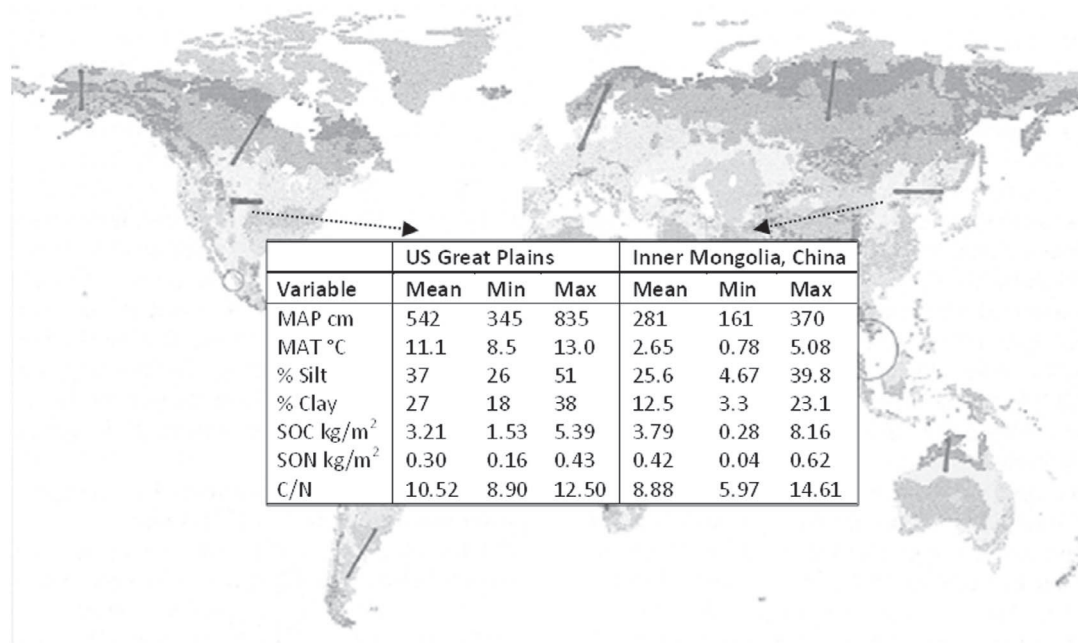 US Great Plains Inner Mongolia, China
Variable Mean Min Max Mean Min Max
MAP cm 542 345 835 281 161 370
MAT °C 11.1 8.5 13.0 2.65 0.78 5.08
% Silt 37 26 51 25.6 4.67 39.8
% Clay 27 18 38 12.5 3.3 23.1
SOC kg/m² 3.21 1.53 5.39 3.79 0.28 8.16
SON kg/m² 0.30 0.16 0.43 0.42 0.04 0.62
C/N 10.52 8.90 12.50 8.88 5.97 14.61